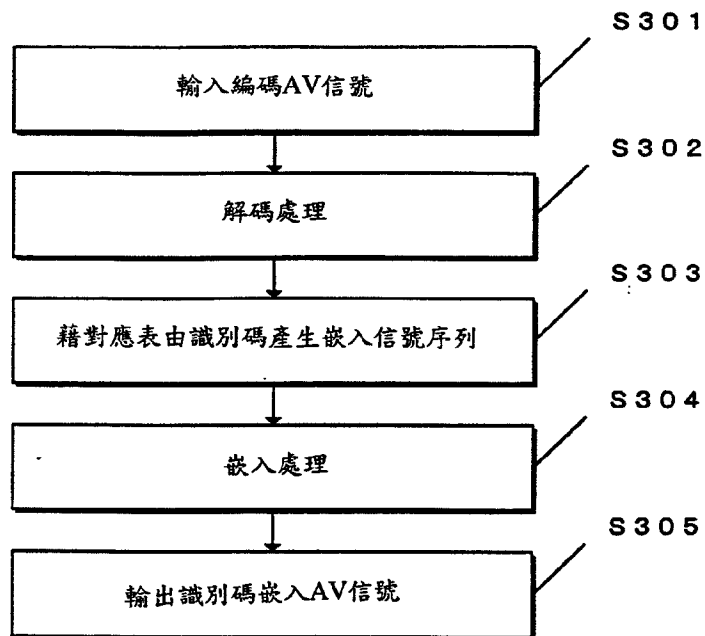 S301
輸入編碼AV信號
S302
解碼處理
S303
藉對應表由識別碼產生嵌入信號序列
S304
嵌入處理
S305
輸出識別碼嵌入AV信號